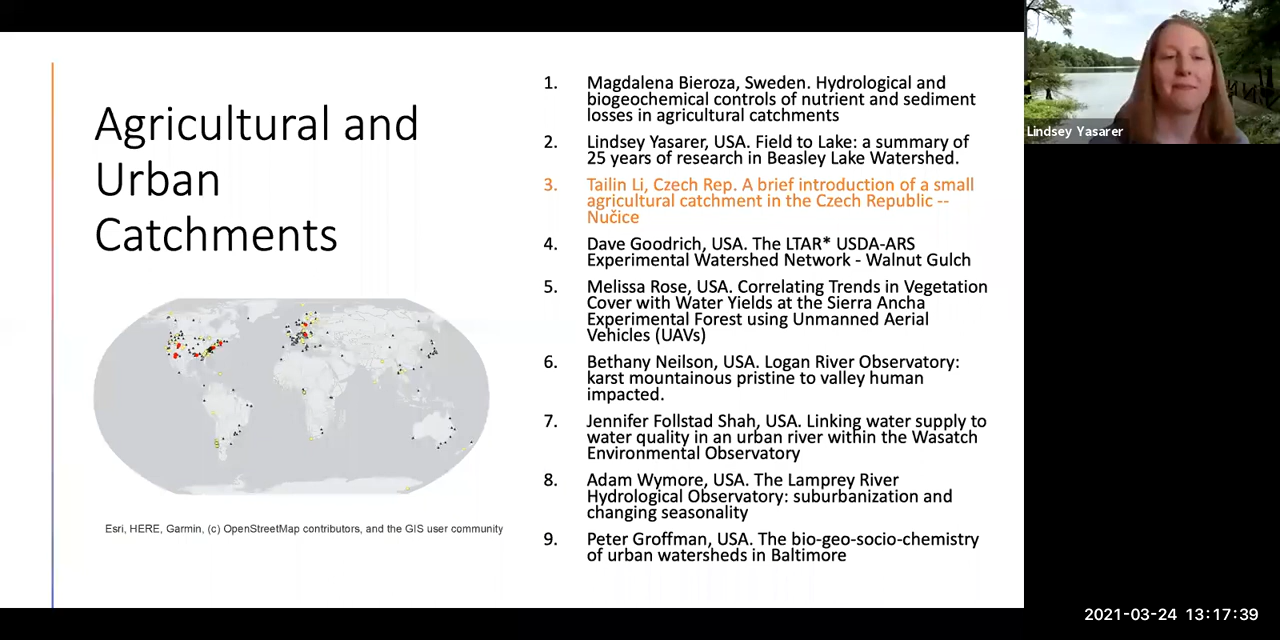 Agricultural and
Urban
Catchments
Esri, HERE, Garmin, (c) OpenStreetMap contributors, and the GIS user community
1. Magdalena Bieroza, Sweden. Hydrological and
biogeochemical controls of nutrient and sediment
losses in agricultural catchments
2. Lindsey Yasarer, USA. Field to Lake: a summary of
25 years of research in Beasley Lake Watershed.
3. Tailin Li, Czech Rep. A brief introduction of a small
agricultural catchment in the Czech Republic --
Nučice
4. Dave Goodrich, USA. The LTAR* USDA-ARS
Experimental Watershed Network - Walnut Gulch
5. Melissa Rose, USA. Correlating Trends in Vegetation
Cover with Water Yields at the Sierra Ancha
Experimental Forest using Unmanned Aerial
Vehicles (UAVs)
6. Bethany Neilson, USA. Logan River Observatory:
karst mountainous pristine to valley human
impacted.
7. Jennifer Follstad Shah, USA. Linking water supply to
water quality in an urban river within the Wasatch
Environmental Observatory
8. Adam Wymore, USA. The Lamprey River
Hydrological Observatory: suburbanization and
changing seasonality
9. Peter Groffman, USA. The bio-geo-socio-chemistry
of urban watersheds in Baltimore
Lindsey Yasarer
2021-03-24 13:17:39